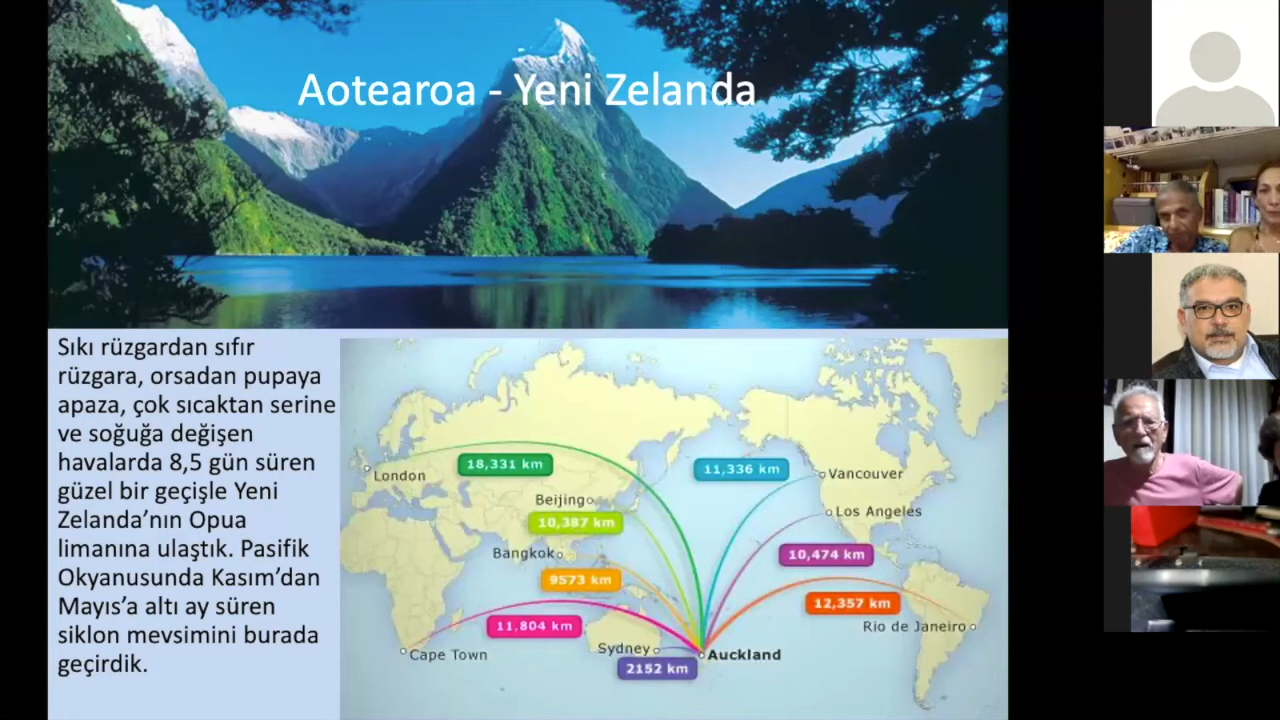 Aotearoa - Yeni Zelanda
Sıkı rüzgardan sıfır
rüzgara, orsadan pupaya
apaza, çok sıcaktan serine
ve soğuğa değişen
havalarda 8,5 gün süren
güzel bir geçişle Yeni
Zelanda’nın Opua
limanına ulaştık. Pasifik
Okyanusunda Kasım’dan
Mayıs’a altı ay süren
siklon mevsimini burada
geçirdik.
18,331 km
11,336 km
London
Vancouver
Beijing
Los Angeles
10,387 km
Bangkok
10,474 km
9573 km
12,357 km
11,804 km
Rio de Janeiro
Cape Town
Sydney
Auckland
2152 km